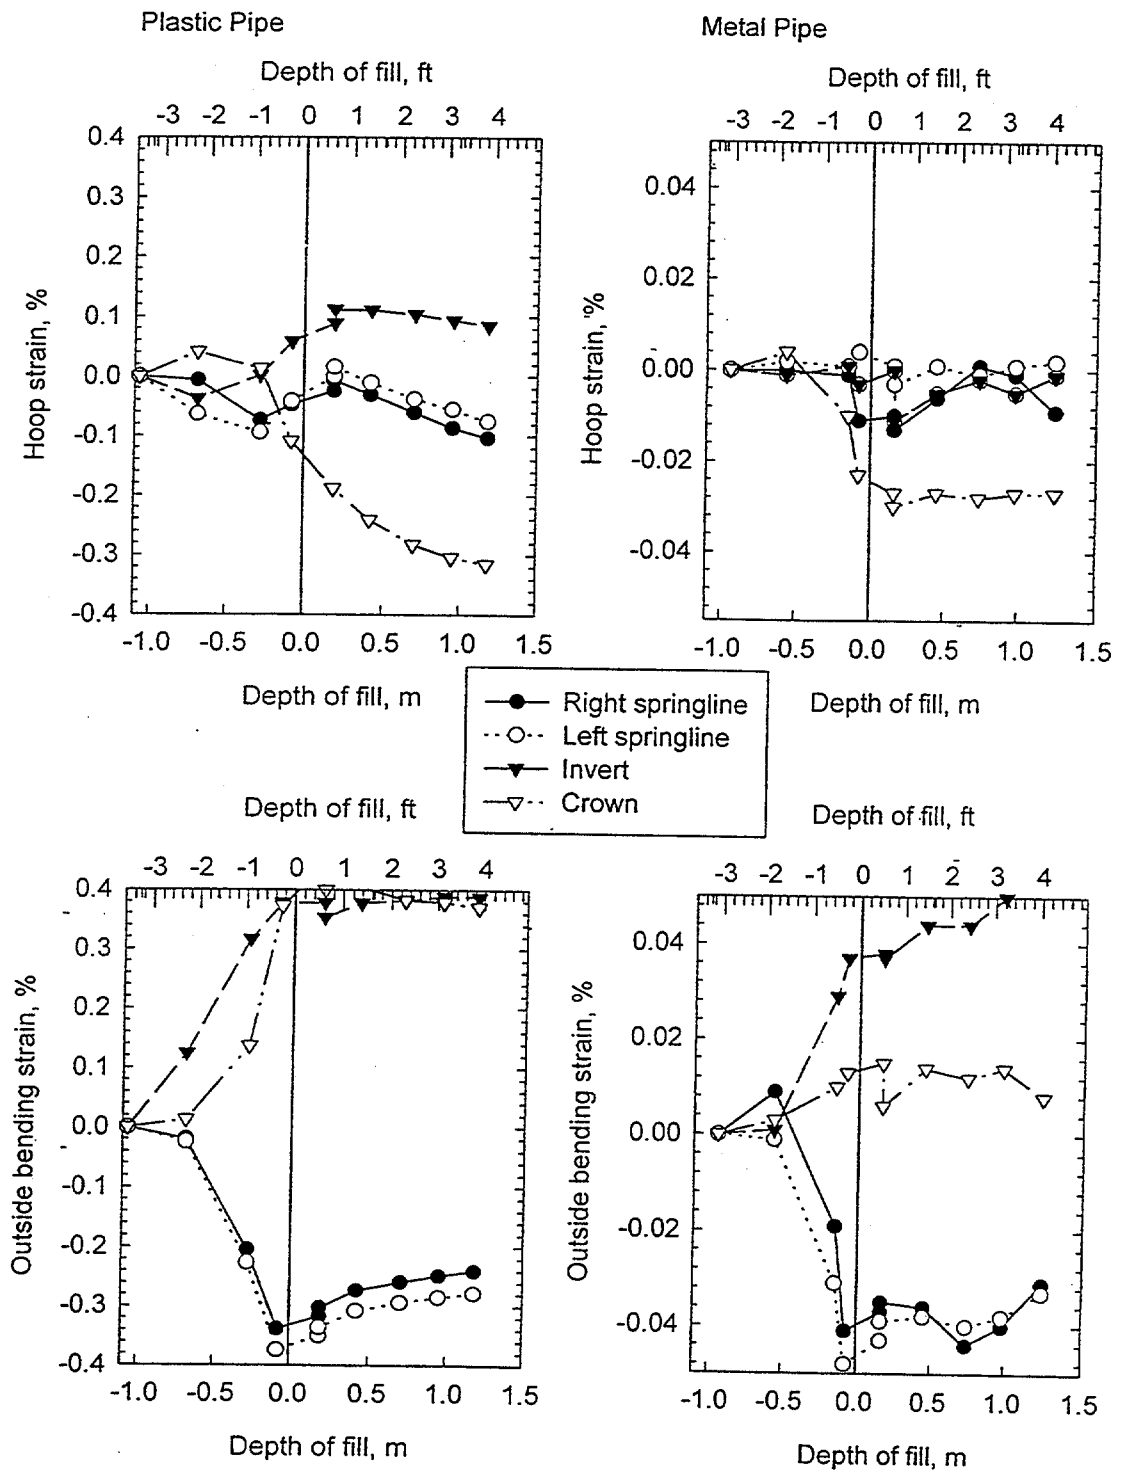 Plastic Pipe
Metal Pipe
Depth of fill, ft
Depth of fill, ft
-3 -2 -1 0 1 2 3 4
-3 -2 -1 0 1 2 3 4
Hoop strain, %
0.4
0.3
0.2
0.1
0.0
-0.1
-0.2
-0.3
-0.4
-1.0 -0.5 0.0 0.5 1.0 1.5
Depth of fill, m
Hoop strain, %
0.04
0.02
0.00
-0.02
-0.04
-1.0 -0.5 0.0 0.5 1.0 1.5
Depth of fill, m
Right springline
Left springline
Invert
Crown
Depth of fill, ft
Depth of fill, ft
-3 -2 -1 0 1 2 3 4
-3 -2 -1 0 1 2 3 4
Outside bending strain, %
0.4
0.3
0.2
0.1
0.0
-0.1
-0.2
-0.3
-0.4
-1.0 -0.5 0.0 0.5 1.0 1.5
Depth of fill, m
Outside bending strain, %
0.04
0.02
0.00
-0.02
-0.04
-1.0 -0.5 0.0 0.5 1.0 1.5
Depth of fill, m